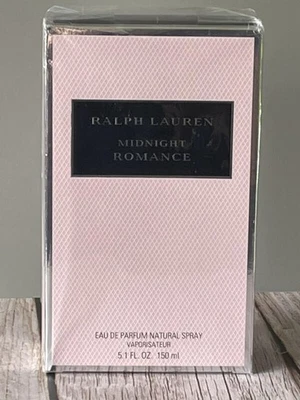 RALPH LAUREN
MIDNIGHT
ROMANCE
EAU DE PARFUM NATURAL SPRAY
VAPORISATEUR
5.1 FL. OZ. 150 ml